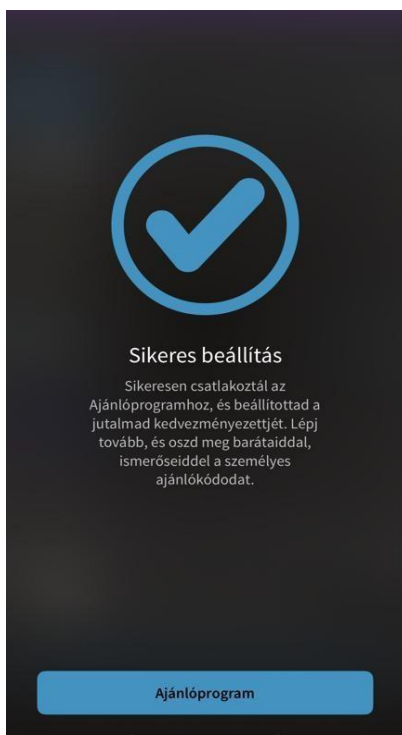 Sikeres beállítás
Sikeresen csatlakoztál az
Ajánlóprogramhoz, és beállítottad a
jutalmad kedvezményezettjét. Lépj
tovább, és oszd meg barátaiddal,
ismerőseiddel a személyes
ajánlókódodat.
Ajánlóprogram